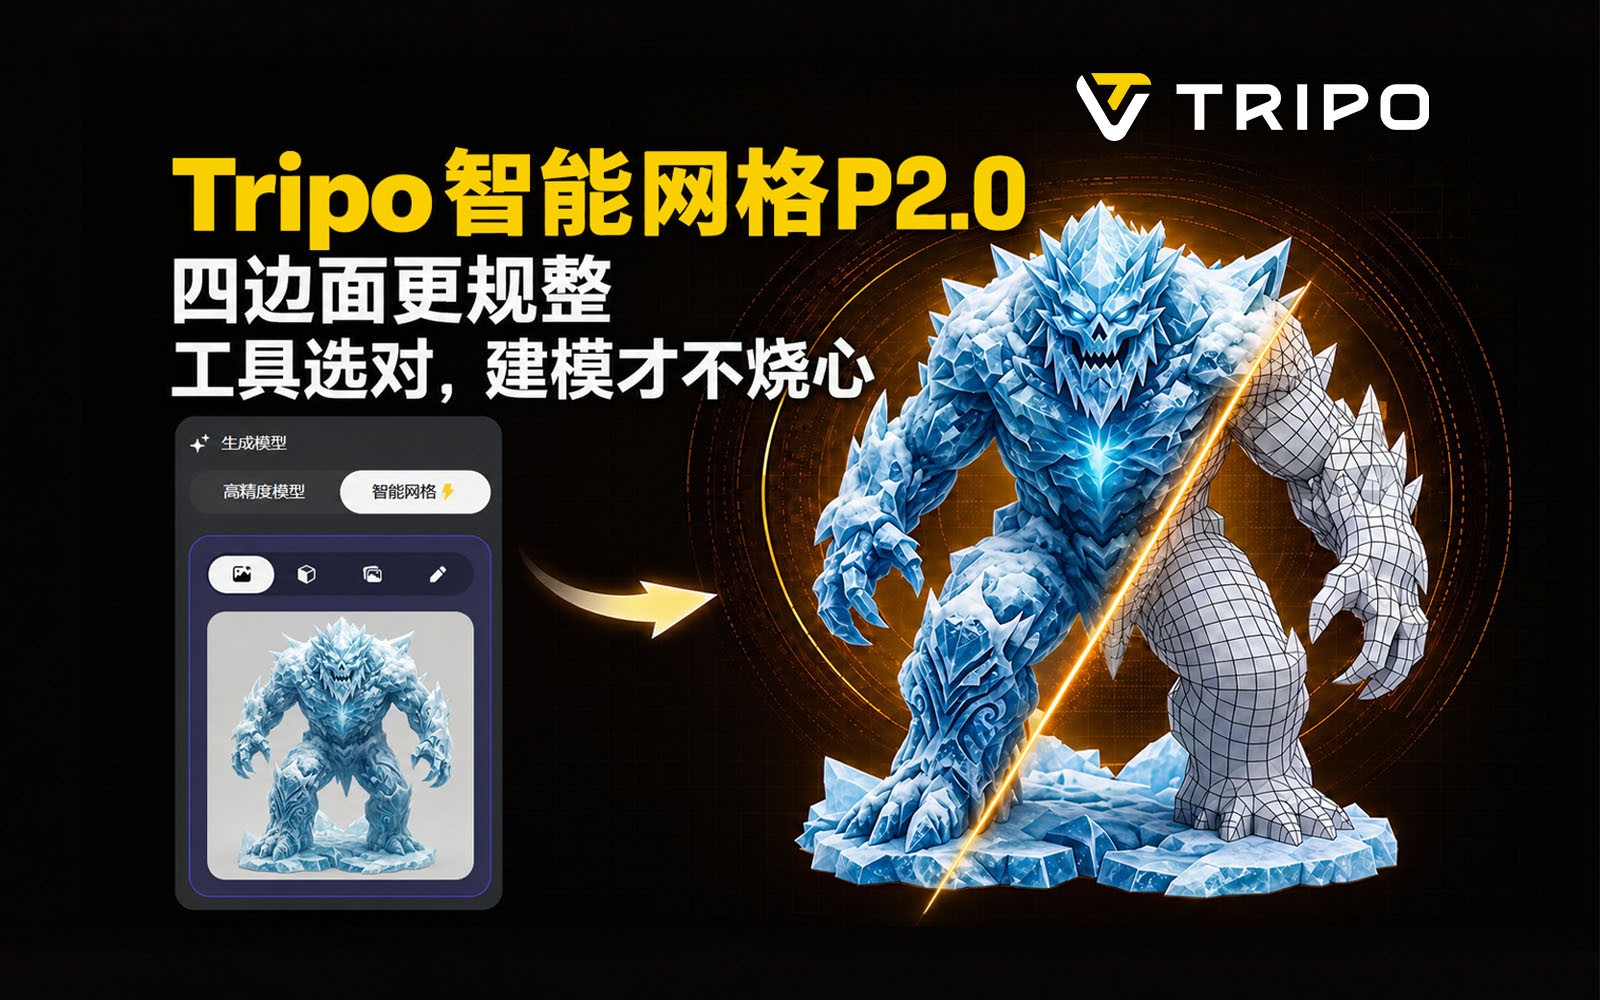 TRIPO
Tripo智能网格P2.0
四边面更规整
工具选对，建模才不烧心
生成模型
高精度模型 智能网格